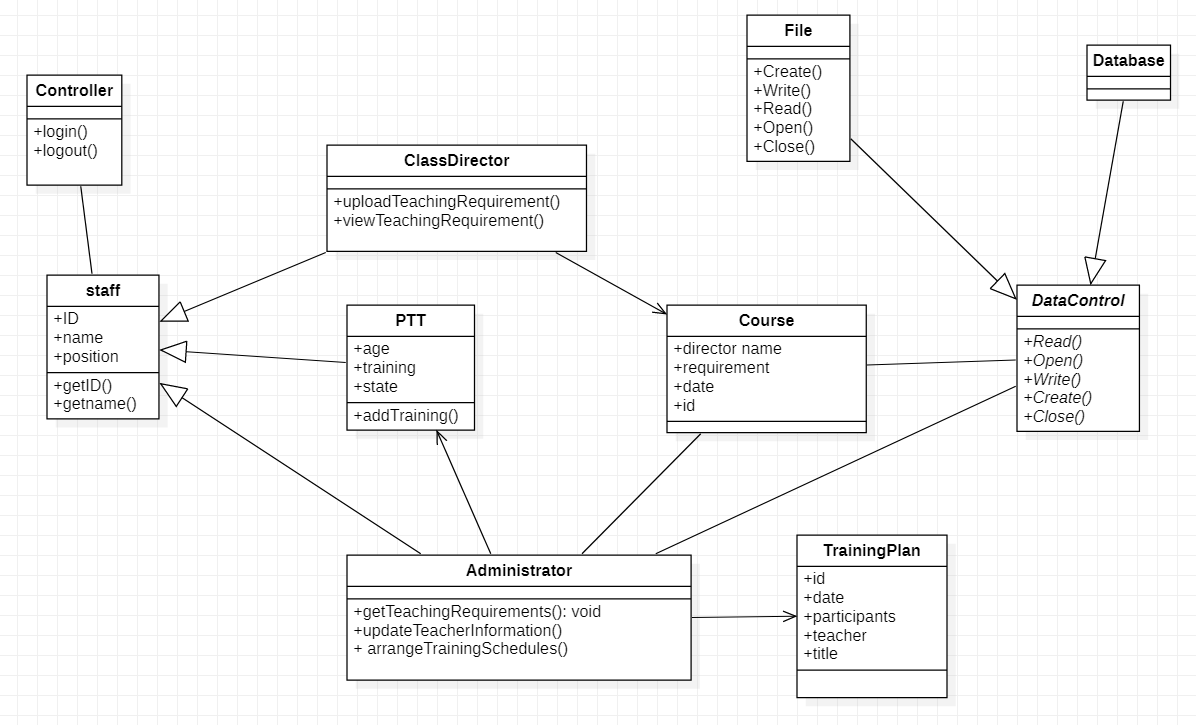 File
+Create()
+Write()
+Read()
+Open()
+Close()
Database
Controller
+login()
+logout()
ClassDirector
+uploadTeachingRequirement()
+viewTeachingRequirement()
staff
+ID
+name
+position
+getID()
+getname()
PTT
+age
+training
+state
+addTraining()
Course
+director name
+requirement
+date
+id
DataControl
+Read()
+Open()
+Write()
+Create()
+Close()
Administrator
+getTeachingRequirements(): void
+updateTeacherInformation()
+ arrangeTrainingSchedules()
TrainingPlan
+id
+date
+participants
+teacher
+title